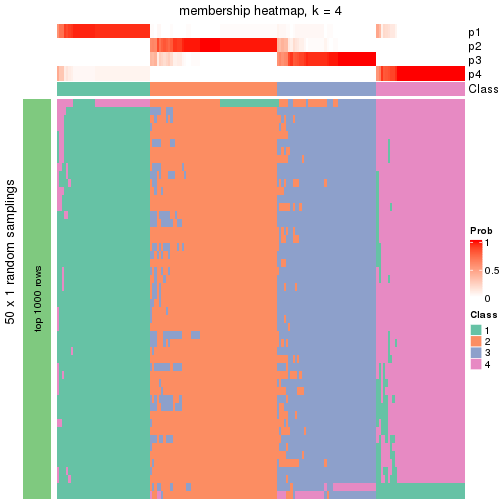 membership heatmap, k = 4
p1
p2
p3
p4
Class
50 x 1 random samplings
top 1000 rows
Prob
1
0.5
0
Class
1
2
3
4